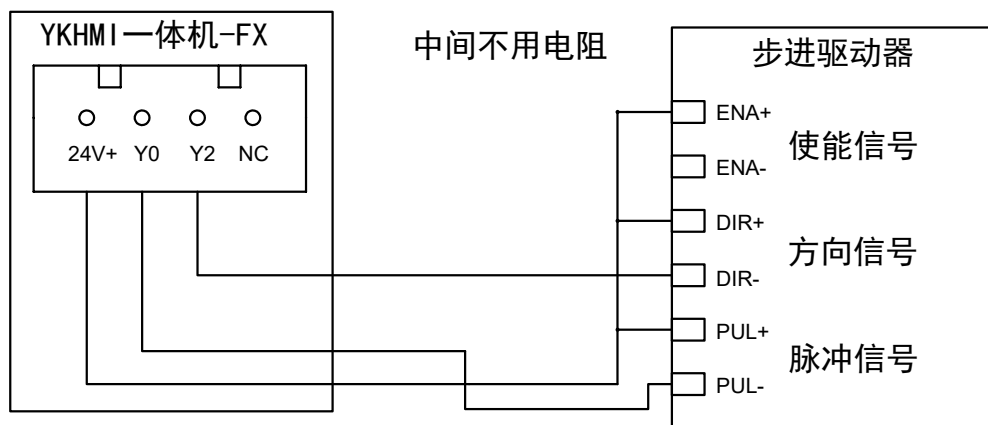 YKHMI一体机-FX
24V+ Y0 Y2 NC
中间不用电阻
步进驱动器
ENA+
使能信号
ENA-
DIR+
方向信号
DIR-
PUL+
脉冲信号
PUL-